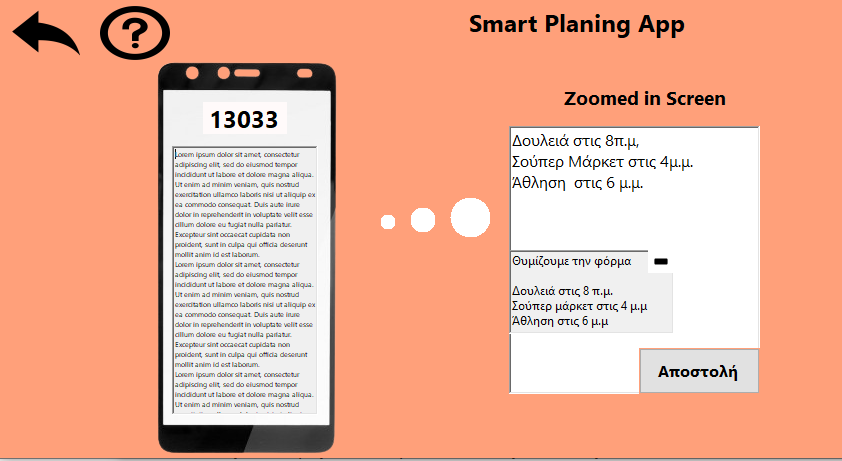 Smart Planing App
13033
Lorem ipsum dolor sit amet, consectetur
adipiscing elit, sed do eiusmod tempor
incididunt ut labore et dolore magna aliqua.
Ut enim ad minim veniam, quis nostrud
exercitation ullamco laboris nisi ut aliquip ex
ea commodo consequat. Duis aute irure
dolor in reprehenderit in voluptate velit esse
cillum dolore eu fugiat nulla pariatur.
Excepteur sint occaecat cupidatat non
proident, sunt in culpa qui officia deserunt
mollit anim id est laborum.
Lorem ipsum dolor sit amet, consectetur
adipiscing elit, sed do eiusmod tempor
incididunt ut labore et dolore magna aliqua.
Ut enim ad minim veniam, quis nostrud
exercitation ullamco laboris nisi ut aliquip ex
ea commodo consequat. Duis aute irure
dolor in reprehenderit in voluptate velit esse
cillum dolore eu fugiat nulla pariatur.
Excepteur sint occaecat cupidatat non
proident, sunt in culpa qui officia deserunt
mollit anim id est laborum.
Lorem ipsum dolor sit amet, consectetur
adipiscing elit, sed do eiusmod tempor
incididunt ut labore et dolore magna aliqua.
Ut enim ad minim veniam, quis nostrud
Zoomed in Screen
Δουλειά στις 8π.μ,
Σούπερ Μάρκετ στις 4μ.μ.
Άθληση  στις 6 μ.μ.
Θυμίζουμε την φόρμα
Δουλειά στις 8 π.μ.
Σούπερ μάρκετ στις 4 μ.μ
Άθληση στις 6 μ.μ
Αποστολή